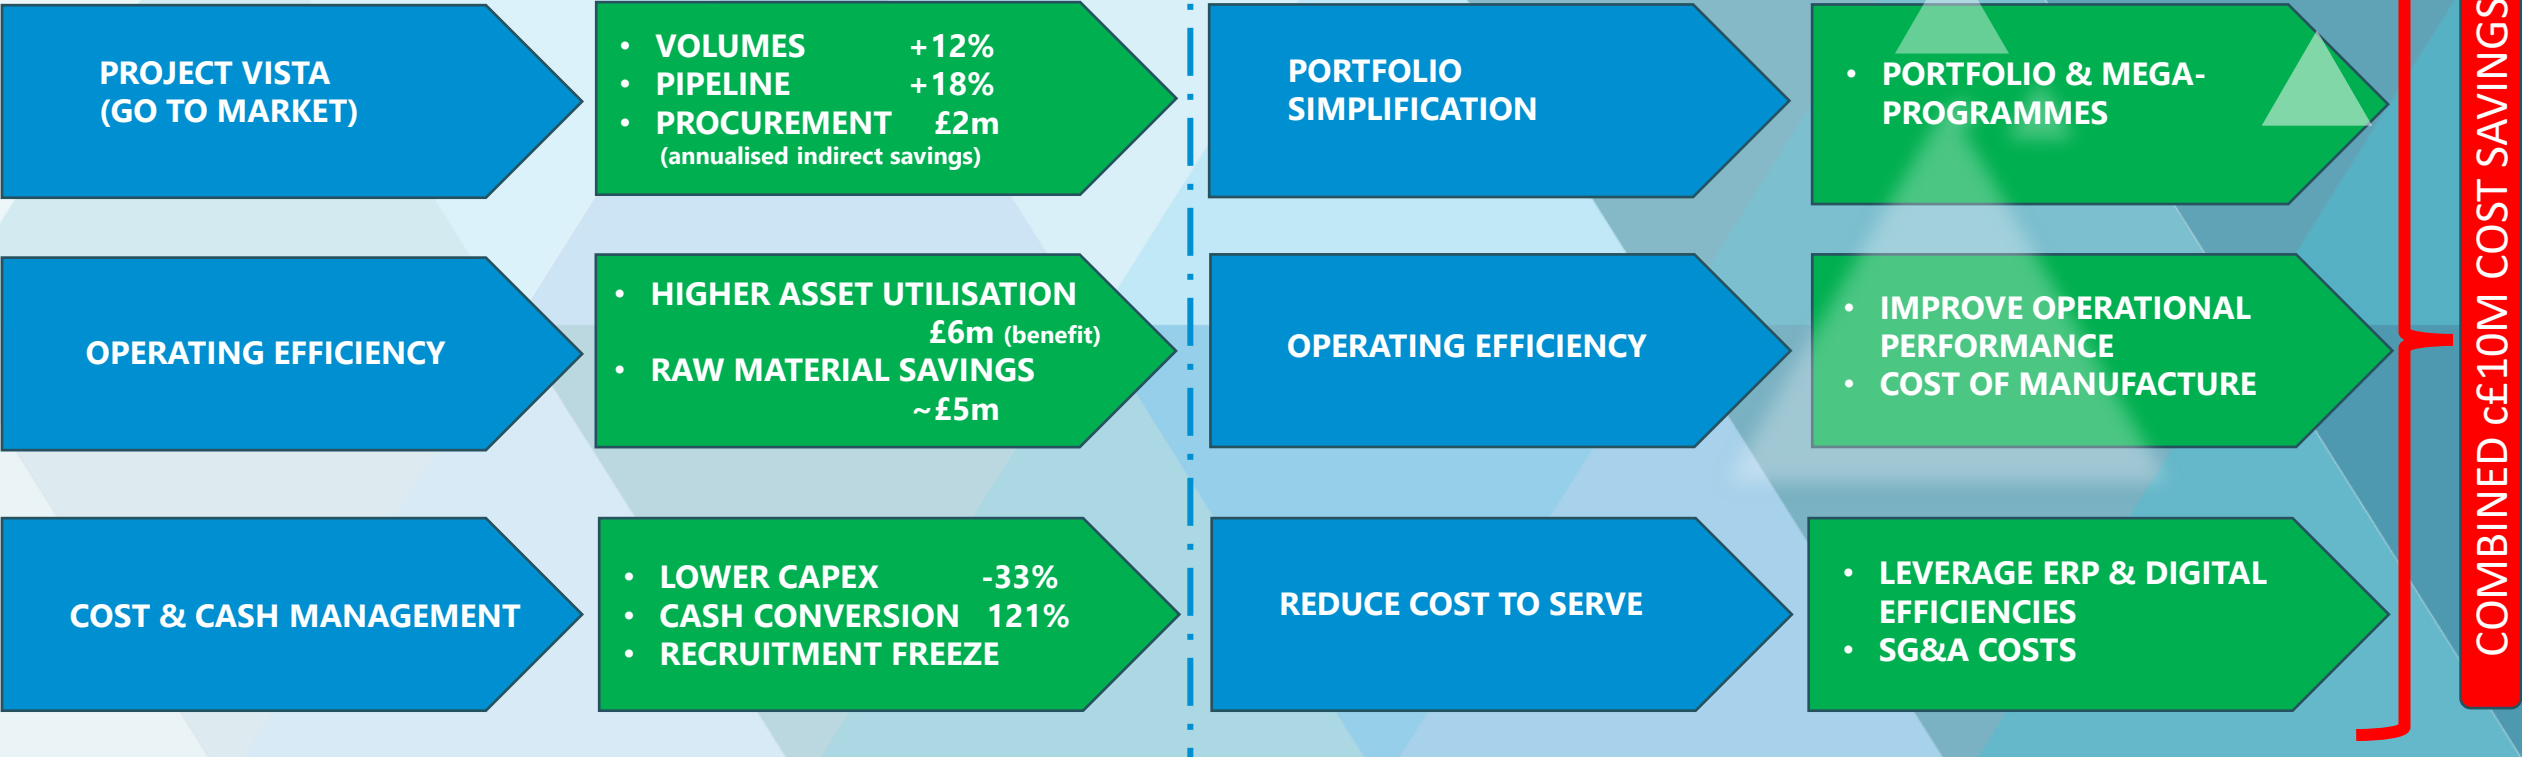 PROJECT VISTA
(GO TO MARKET)
• VOLUMES +12%
• PIPELINE +18%
• PROCUREMENT £2m
(annualised indirect savings)
PORTFOLIO
SIMPLIFICATION
• PORTFOLIO & MEGA-
PROGRAMMES
OPERATING EFFICIENCY
• HIGHER ASSET UTILISATION
£6m (benefit)
• RAW MATERIAL SAVINGS
~£5m
OPERATING EFFICIENCY
• IMPROVE OPERATIONAL
PERFORMANCE
• COST OF MANUFACTURE
COST & CASH MANAGEMENT
• LOWER CAPEX -33%
• CASH CONVERSION 121%
• RECRUITMENT FREEZE
REDUCE COST TO SERVE
• LEVERAGE ERP & DIGITAL
EFFICIENCIES
• SG&A COSTS
COMBINED c£10M COST SAVINGS